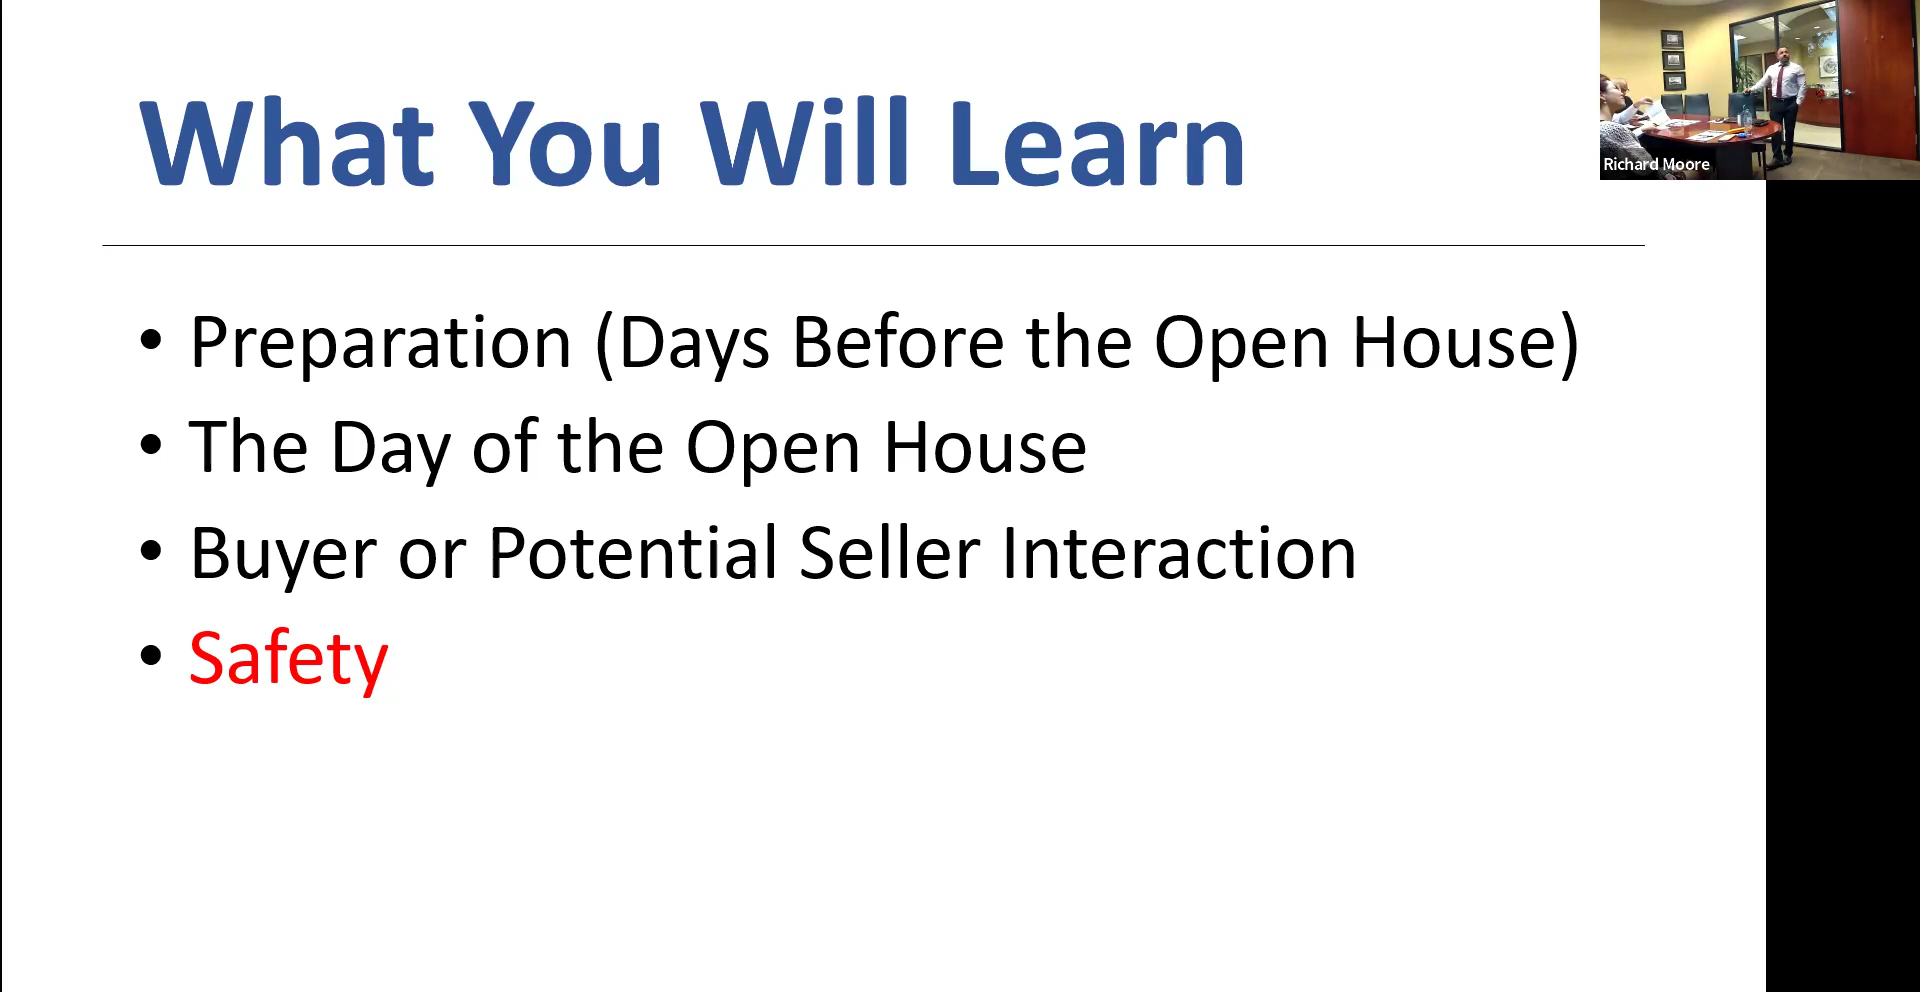 What You Will Learn
Richard Moore
• Preparation (Days Before the Open House)
• The Day of the Open House
• Buyer or Potential Seller Interaction
• Safety